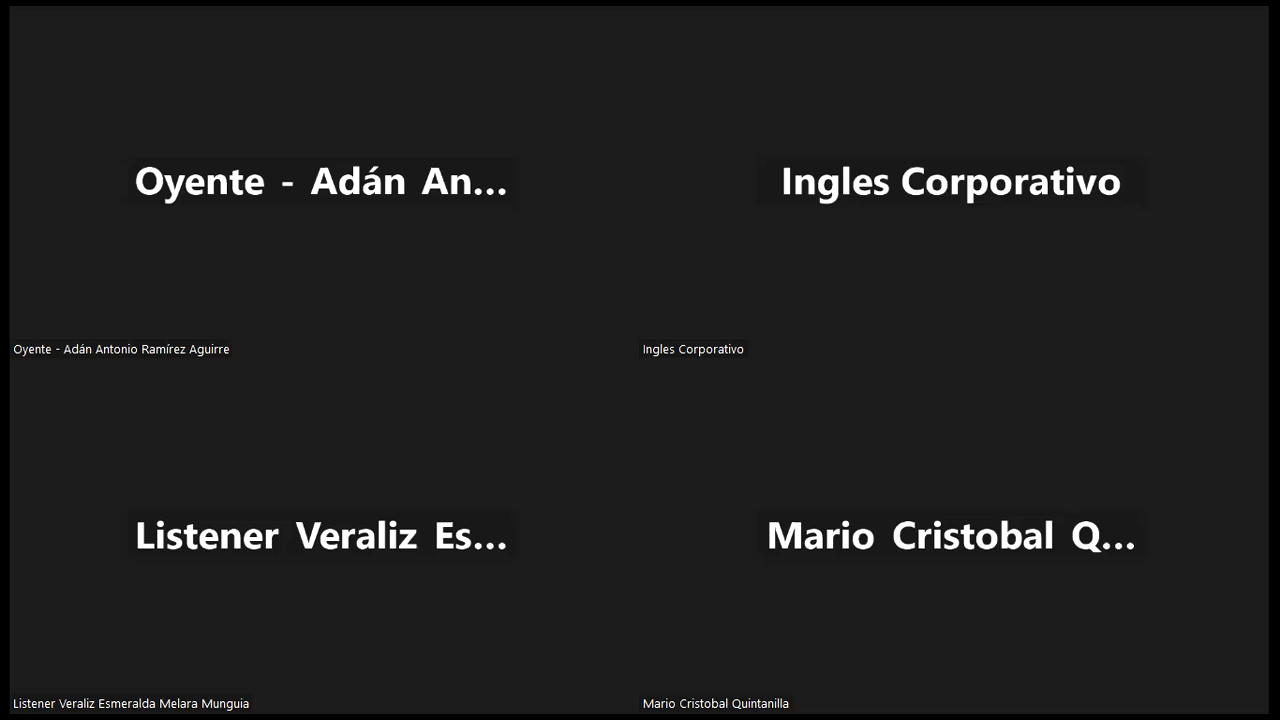 Oyente - Adán An...
Ingles Corporativo
Oyente - Adán Antonio Ramírez Aguirre
Ingles Corporativo
Listener Veraliz Es...
Mario Cristobal Q...
Listener Veraliz Esmeralda Melara Munguia
Mario Cristobal Quintanilla